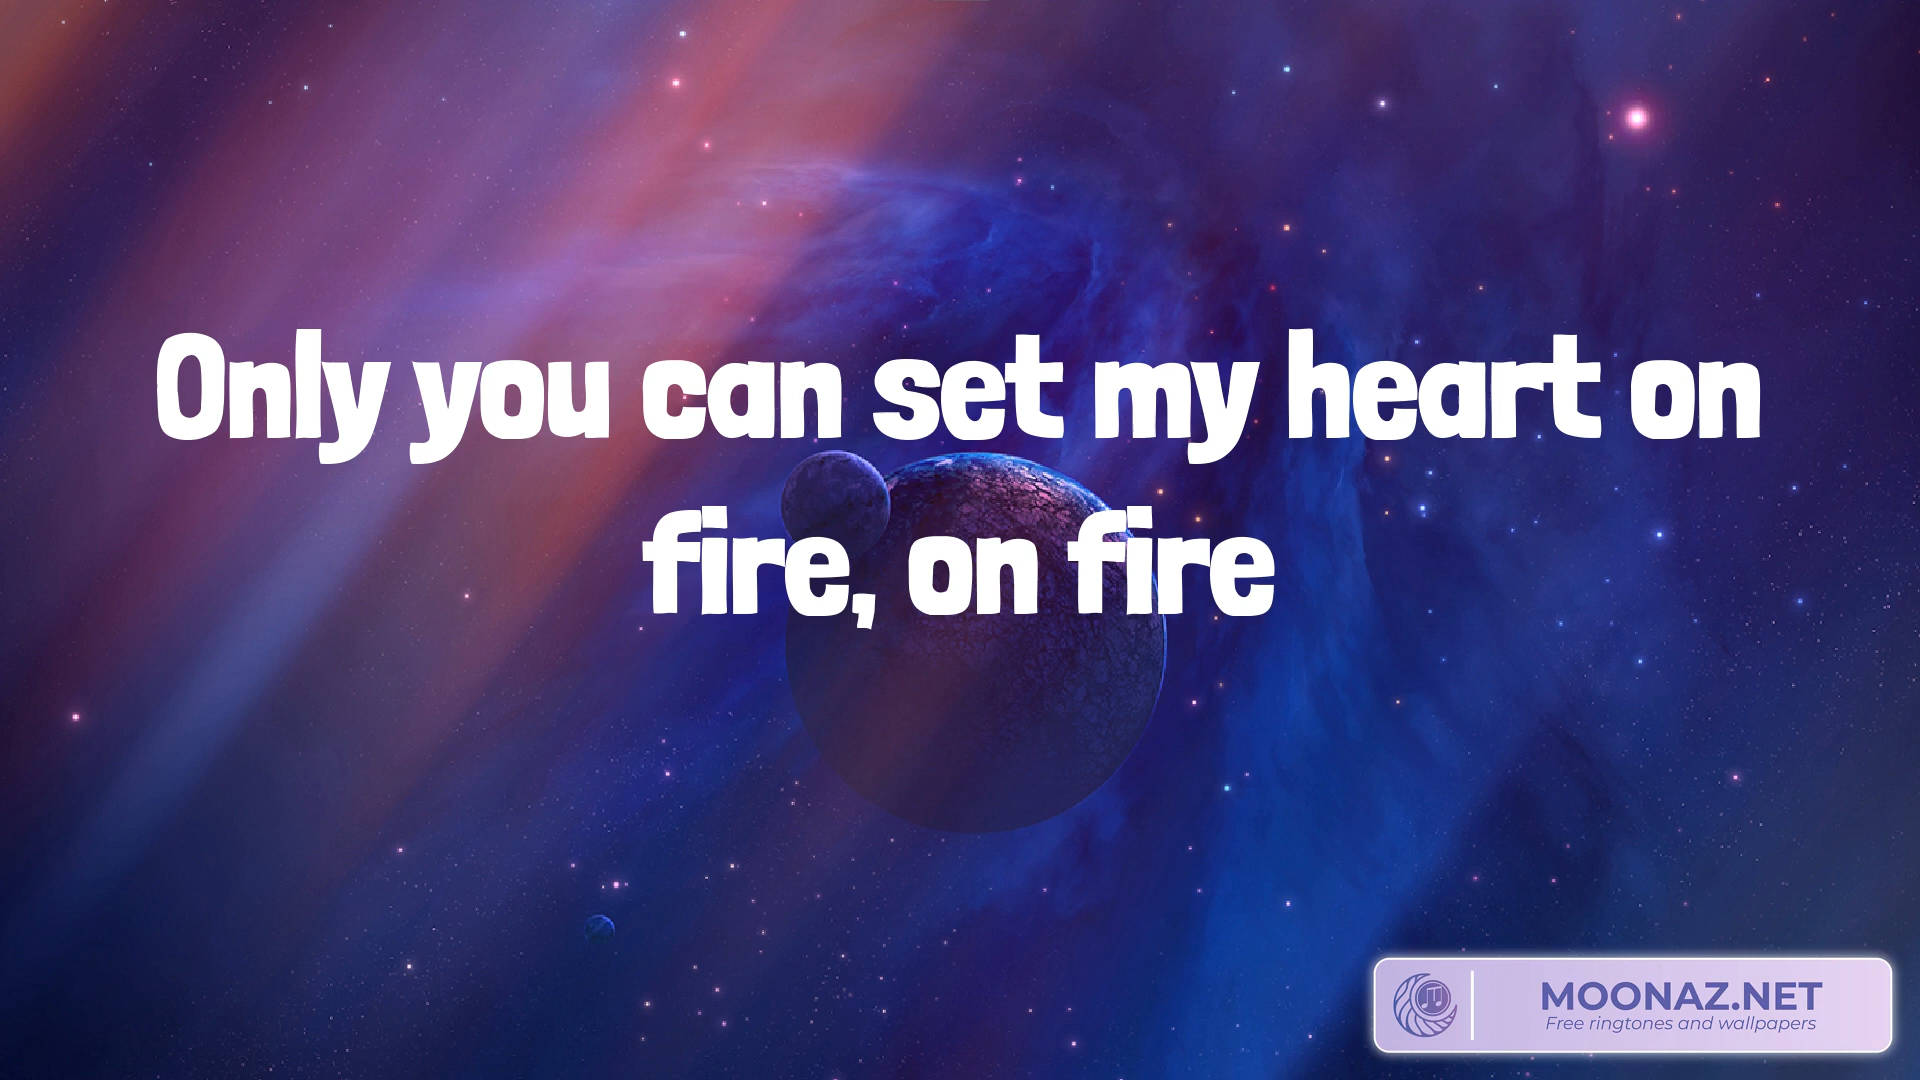 Only you can set my heart on
fire, on fire
MOONAZ.NET
Free ringtones and wallpapers